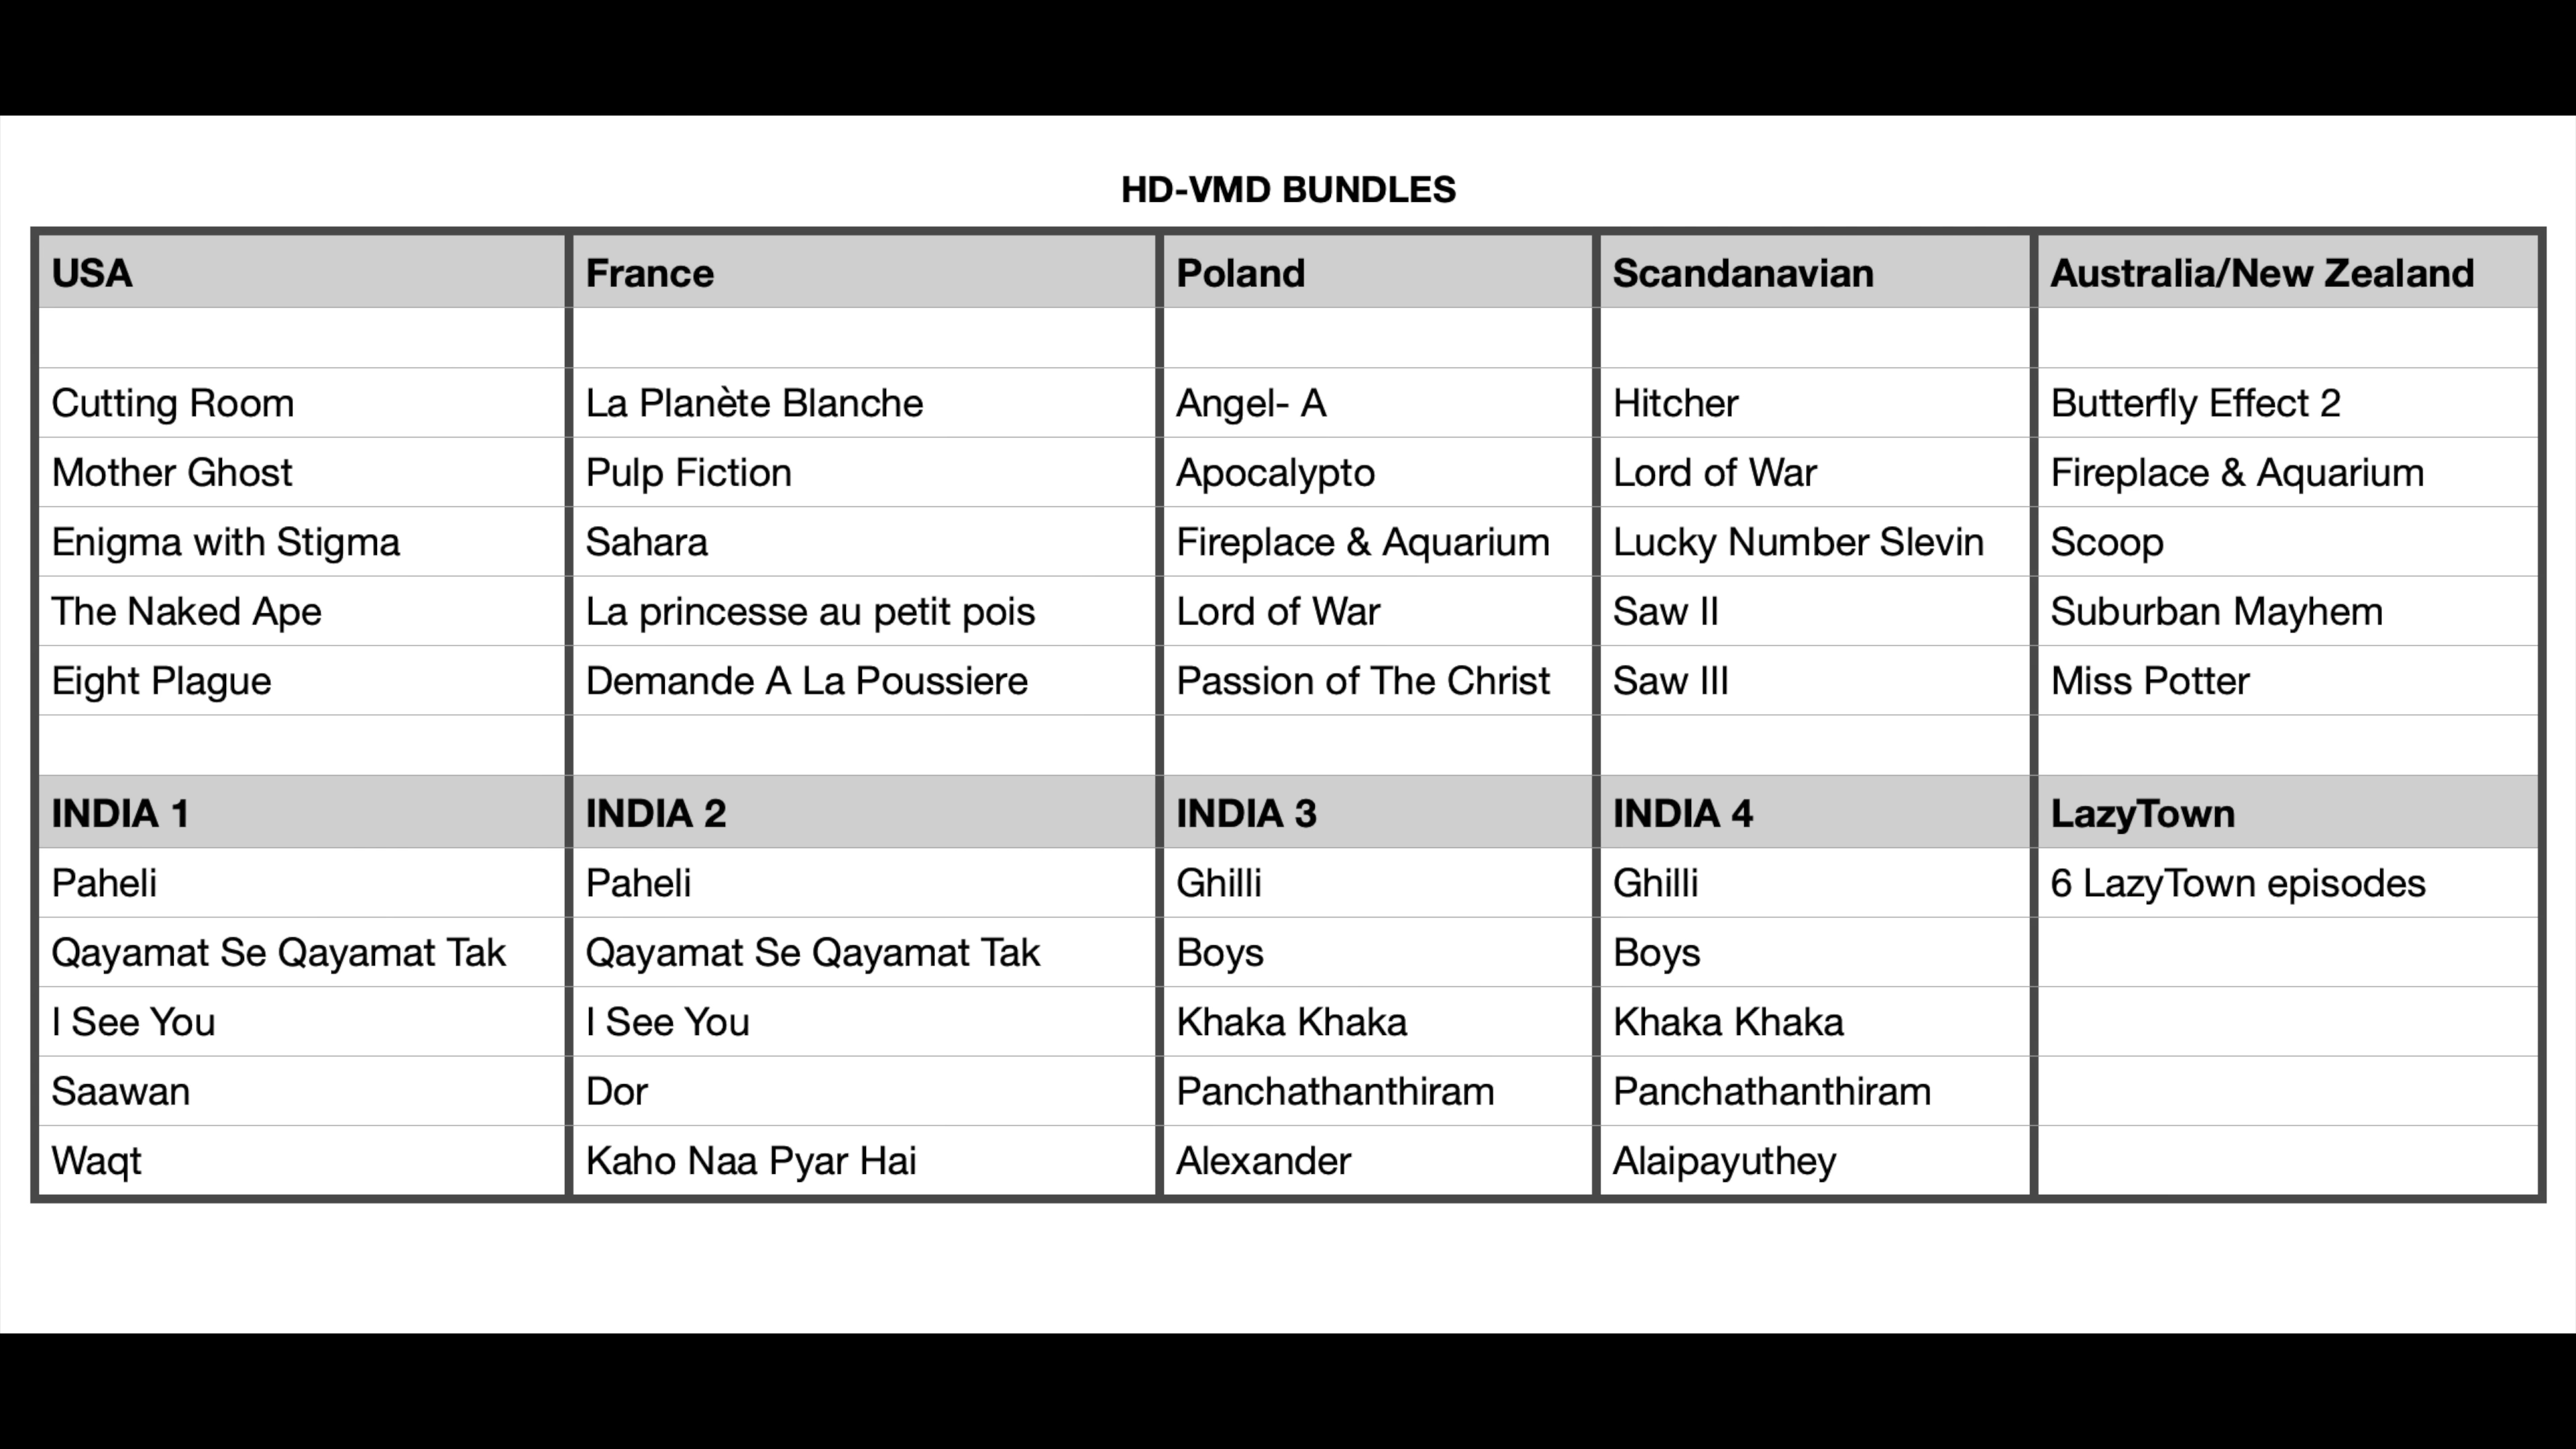 HD-VMD BUNDLES
USA France Poland Scandanavian Australia/New Zealand
Cutting Room La Planète Blanche Angel- A Hitcher Butterfly Effect 2
Mother Ghost Pulp Fiction Apocalypto Lord of War Fireplace & Aquarium
Enigma with Stigma Sahara Fireplace & Aquarium Lucky Number Slevin Scoop
The Naked Ape La princesse au petit pois Lord of War Saw II Suburban Mayhem
Eight Plague Demande A La Poussiere Passion of The Christ Saw III Miss Potter
INDIA 1 INDIA 2 INDIA 3 INDIA 4 LazyTown
Paheli Paheli Ghilli Ghilli 6 LazyTown episodes
Qayamat Se Qayamat Tak Qayamat Se Qayamat Tak Boys Boys
I See You I See You Khaka Khaka Khaka Khaka
Saawan Dor Panchathanthiram Panchathanthiram
Waqt Kaho Naa Pyar Hai Alexander Alaipayuthey